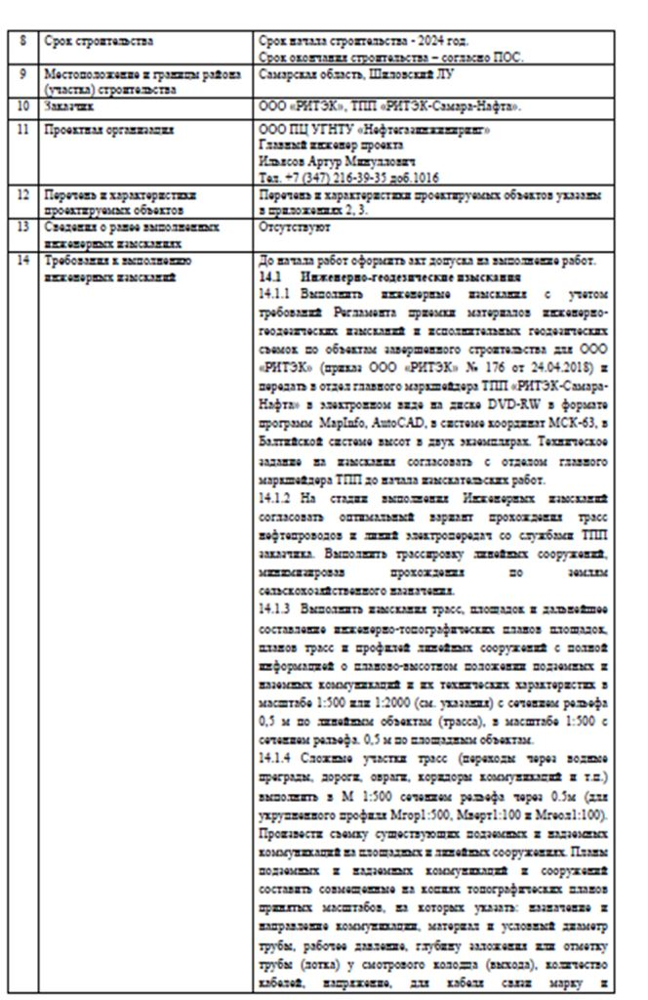 8 Срок строительства Срок начала строительства - 2024 год.
Срок окончания строительства – согласно ПОС.
9 Местоположение и границы района Самарская область, Шиловский ЛУ
(участка) строительства
10 Заказчик ООО «РИТЭК», ТПП «РИТЭК-Самара-Нафта».
11 Проектная организация ООО ПЦ УГНТУ «Нефтегазинжиниринг»
Главный инженер проекта
Ильясов Артур Минуллович
Тел. +7 (347) 216-39-35 доб.1016
12 Перечень и характеристики Перечень и характеристики проектируемых объектов указаны
проектируемых объектов в приложениях 2, 3.
13 Сведения о ранее выполненных Отсутствуют
инженерных изысканиях
14 Требования к выполнению До начала работ оформить акт допуска на выполнение работ.
инженерных изысканий 14.1 Инженерно-геодезические изыскания
14.1.1 Выполнить инженерные изыскания с учетом
требований Регламента приемки материалов инженерно-
геодезических изысканий и исполнительных геодезических
съемок по объектам завершенного строительства для ООО
«РИТЭК» (приказ ООО «РИТЭК» № 176 от 24.04.2018) и
передать в отдел главного маркшейдера ТПП «РИТЭК-Самара-
Нафта» в электронном виде на диске DVD-RW в формате
программ MapInfo, AutoCAD, в системе координат МСК-63, в
Балтийской системе высот в двух экземплярах. Техническое
задание на изыскания согласовать с отделом главного
маркшейдера ТПП до начала изыскательских работ.
14.1.2 На стадии выполнения Инженерных изысканий
согласовать оптимальный вариант прохождения трасс
нефтепроводов и линий электропередач со службами ТПП
заказчика. Выполнить трассировку линейных сооружений,
минимизировав прохождения по землям
сельскохозяйственного назначения.
14.1.3 Выполнить изыскания трасс, площадок и дальнейшее
составление инженерно-топографических планов площадок,
планов трасс и профилей линейных сооружений с полной
информацией о планово-высотном положении подземных и
наземных коммуникаций и их технических характеристик в
масштабе 1:500 или 1:2000 (см. указания) с сечением рельефа
0,5 м по линейным объектам (трасса), в масштабе 1:500 с
сечением рельефа. 0,5 м по площадным объектам.
14.1.4 Сложные участки трасс (переходы через водные
преграды, дороги, овраги, коридоры коммуникаций и т.п.)
выполнить в М 1:500 сечением рельефа через 0.5м (для
укрупненного профиля Мгор1:500, Мверт1:100 и Мгеол1:100).
Произвести съемку существующих подземных и надземных
коммуникаций на площадных и линейных сооружениях. Планы
подземных и надземных коммуникаций и сооружений
составить совмещенные на копиях топографических планов
принятых масштабов, на которых указать: назначение и
направление коммуникации, материал и условный диаметр
трубы, рабочее давление, глубину заложения или отметку
трубы (лотка) у смотрового колодца (выхода), количество
кабелей, напряжение, для кабеля связи марку и